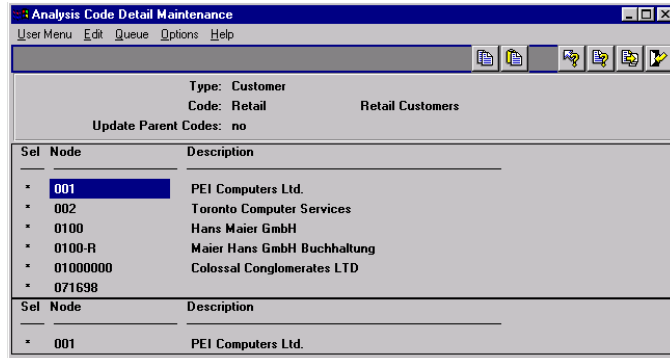 Analysis Code Detail Maintenance
User Menu Edit Queue Options Help
Type: Customer
Code: Retail Retail Customers
Update Parent Codes: no
Sel Node Description
* 001 PEI Computers Ltd.
* 002 Toronto Computer Services
* 0100 Hans Maier GmbH
* 0100-R Maier Hans GmbH Buchhaltung
* 01000000 Colossal Conglomerates LTD
* 071698
Sel Node Description
* 001 PEI Computers Ltd.